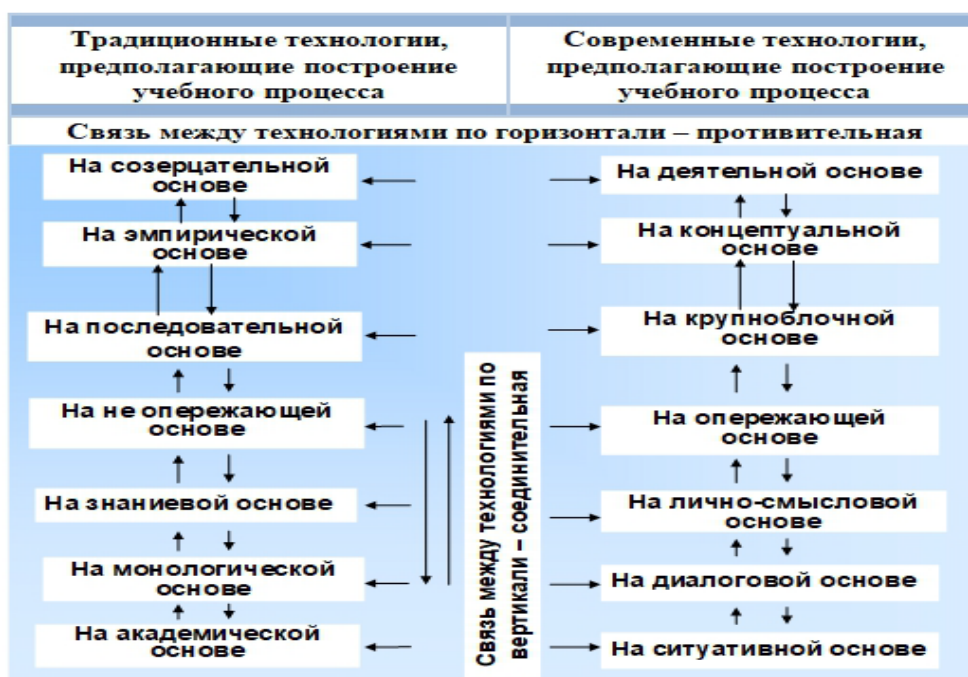 Традиционные технологии,
предполагающие построение
учебного процесса
Современные технологии,
предполагающие построение
учебного процесса
Связь между технологиями по горизонтали – противительная
На созерцательной
основе
На деятельной основе
На эмпирической
основе
На концептуальной
основе
На последовательной
основе
На крупноблочной
основе
На не опережающей
основе
На опережающей
основе
На знаниевой основе
На лично-смысловой
основе
На монологической
основе
На диалоговой основе
На академической
основе
На ситуативной основе
Связь между технологиями по
вертикали – соединительная